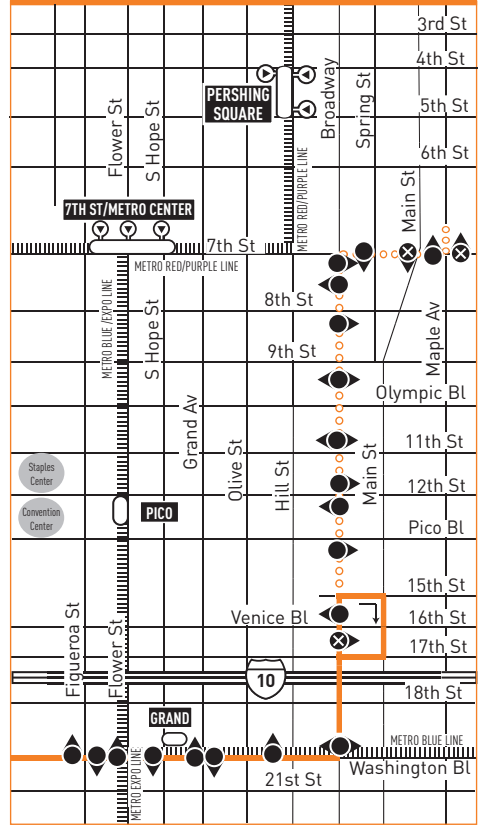 3rd St
4th St
PERSHING
SQUARE
Broadway
Spring St
5th St
Flower St
S Hope St
6th St
Main St
7TH ST/METRO CENTER
METRO RED/PURPLE LINE
7th St
METRO RED/PURPLE LINE
METRO BLUE/EXPO LINE
8th St
S Hope St
9th St
Maple Av
Olympic Bl
Grand Av
Olive St
Hill St
Main St
11th St
Staples
Center
12th St
Convention
Center
PICO
Pico Bl
15th St
Figueroa St
Flower St
Venice Bl
16th St
17th St
10
18th St
GRAND
METRO BLUE LINE
METRO EXPO LINE
Washington Bl
21st St